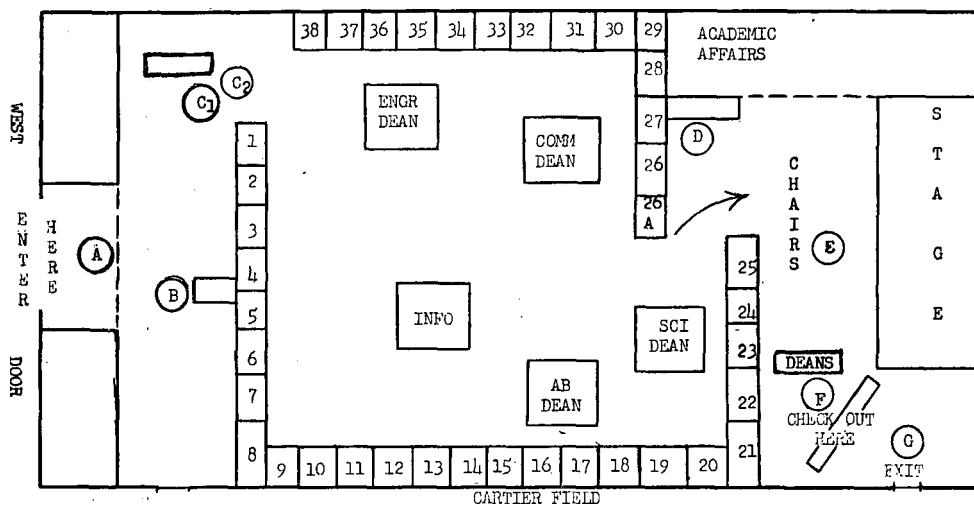 38 37 36 35 34 33 32 31 30 29
ACADEMIC
AFFAIRS
28
C2
C1
ENGR
DEAN
COMM
DEAN
27
D
S
T
A
G
E
WEST
DOOR
1
2
3
4
5
6
7
8
26
26
A
CHAIRS
ENTER
HERE
A
B
E
25
24
23
22
21
INFO
SCI
DEAN
DEANS
AB
DEAN
F
CHECK OUT
HERE
G
EXIT
9 10 11 12 13 14 15 16 17 18 19 20
CARTIER FIELD